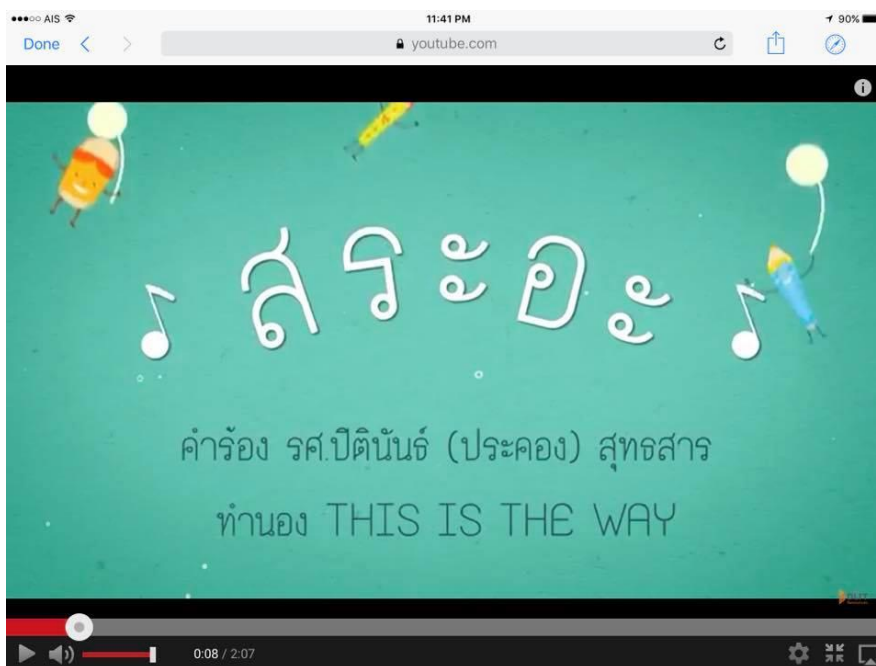 AIS 11:41 PM 90%
Done youtube.com
สระอะ
คำร้อง รศ.ปีตินันธ์ (ประคอง) สุทธสาร
ทำนอง THIS IS THE WAY
0:08 / 2:07